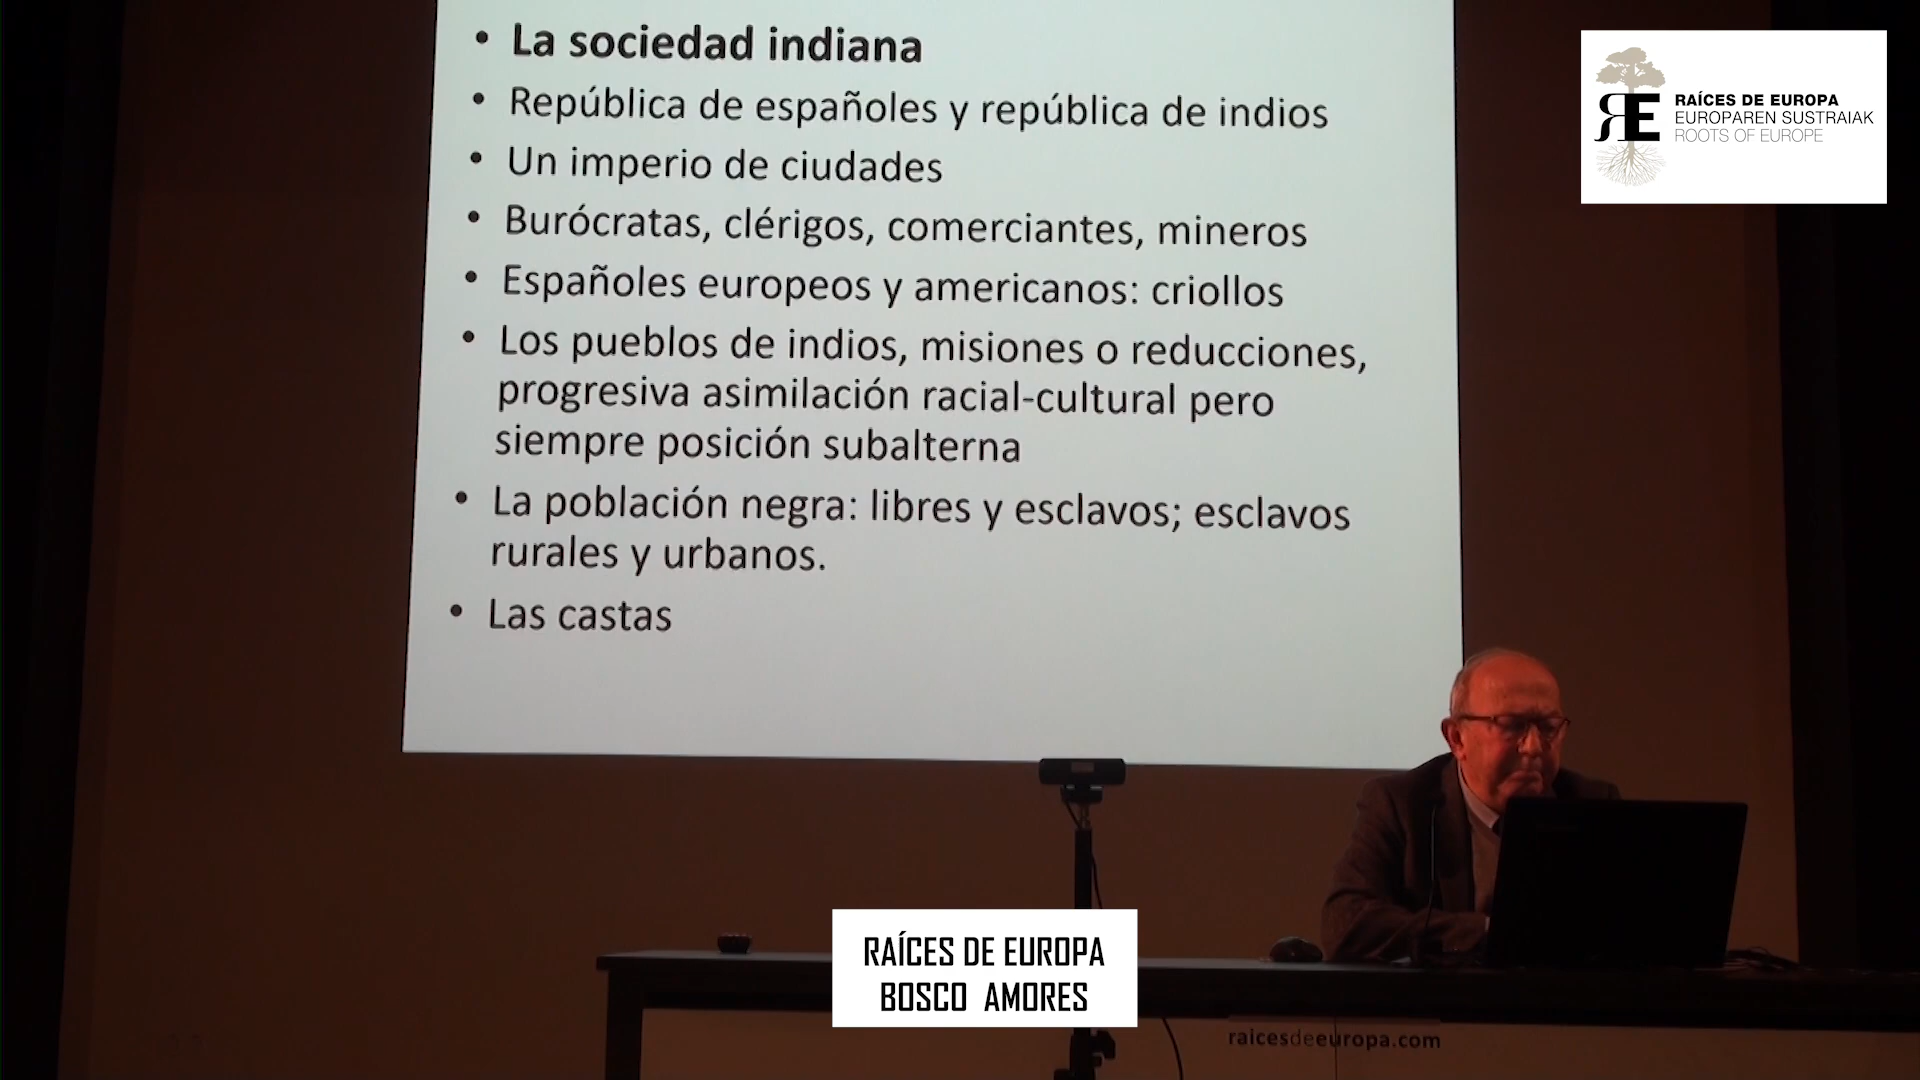 • La sociedad indiana
• República de españoles y república de indios
• Un imperio de ciudades
• Burócratas, clérigos, comerciantes, mineros
• Españoles europeos y americanos: criollos
• Los pueblos de indios, misiones o reducciones,
progresiva asimilación racial-cultural pero
siempre posición subalterna
• La población negra: libres y esclavos; esclavos
rurales y urbanos.
• Las castas
RE
RAÍCES DE EUROPA
EUROPAREN SUSTRAIAK
ROOTS OF EUROPE
RAÍCES DE EUROPA
BOSCO AMORES
raicesdeeuropa.com